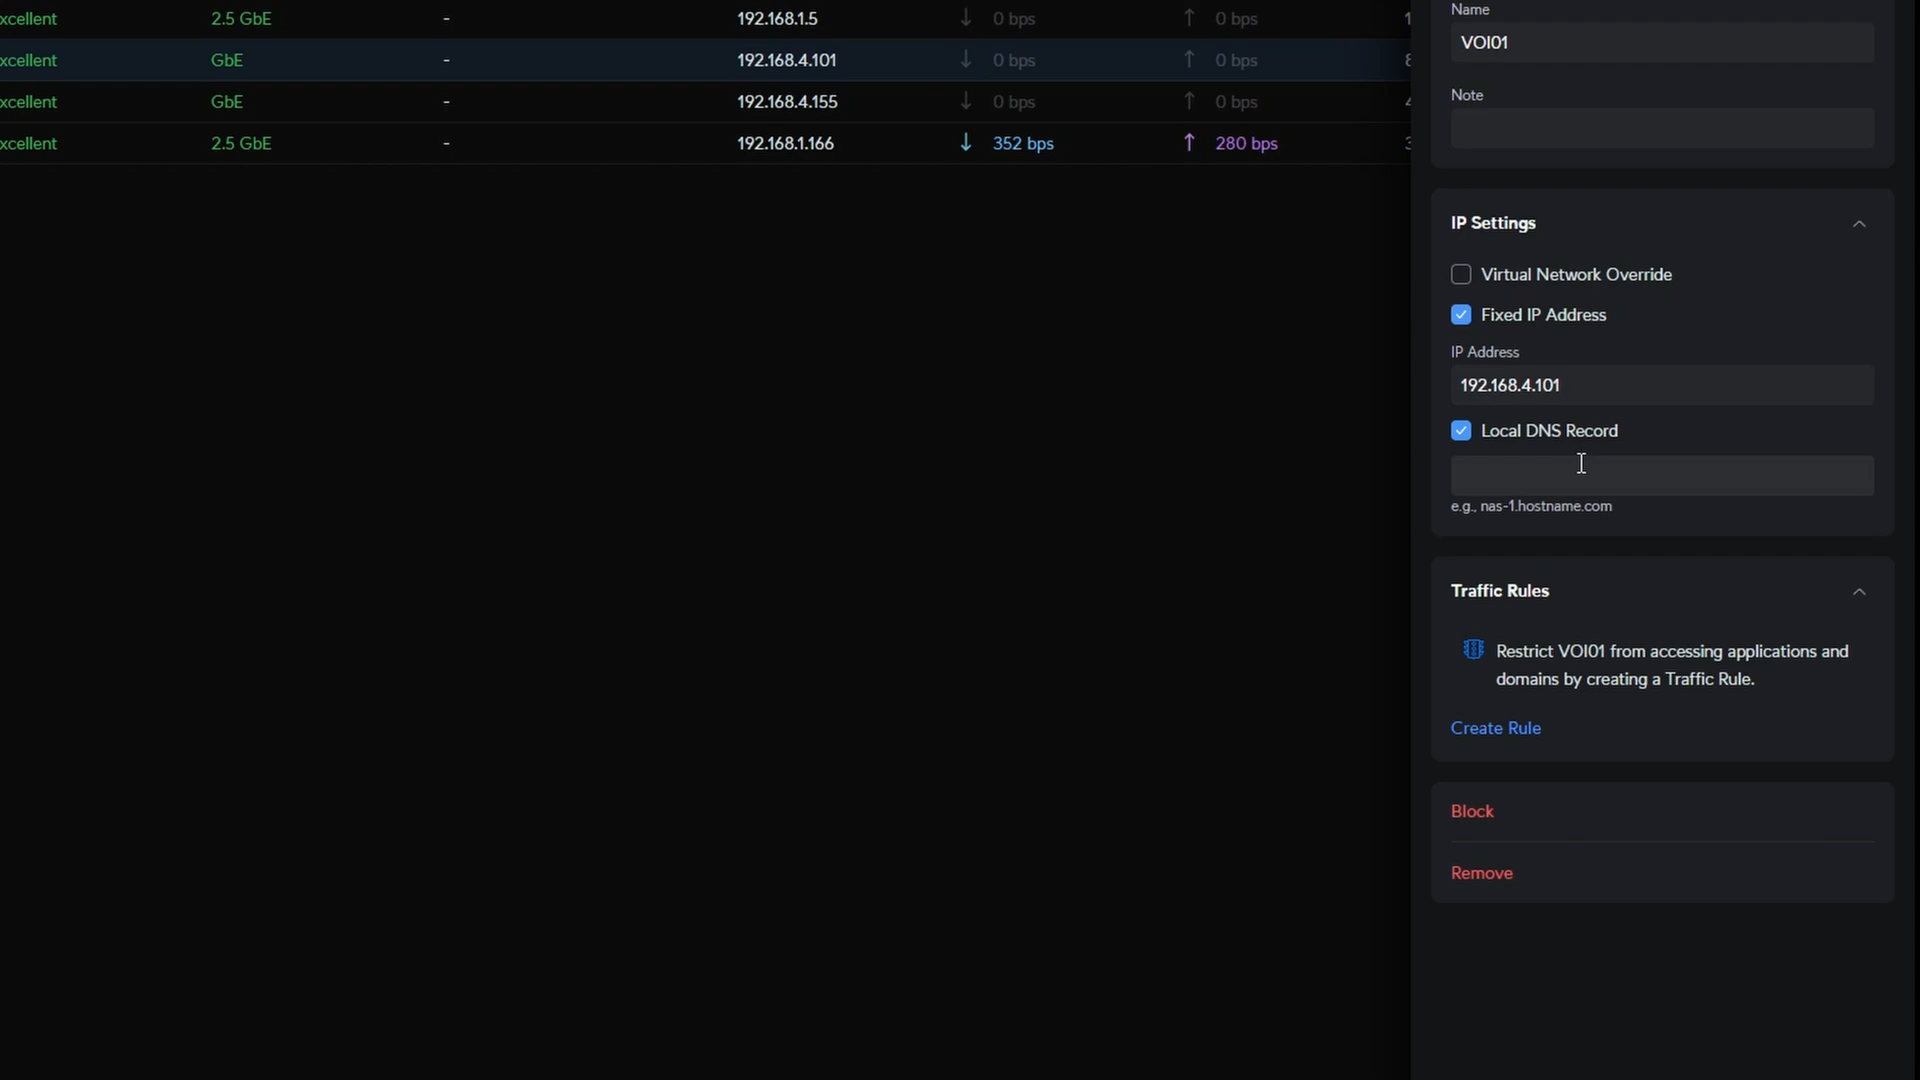 xcellent 2.5 GbE - 192.168.1.5 ↓ 0 bps ↑ 0 bps 1
xcellent GbE - 192.168.4.101 ↓ 0 bps ↑ 0 bps
xcellent GbE - 192.168.4.155 ↓ 0 bps ↑ 0 bps
xcellent 2.5 GbE - 192.168.1.166 ↓ 352 bps ↑ 280 bps
Name
VOI01
Note
IP Settings
Virtual Network Override
Fixed IP Address
IP Address
192.168.4.101
Local DNS Record
e.g., nas-1.hostname.com
Traffic Rules
Restrict VOI01 from accessing applications and
domains by creating a Traffic Rule.
Create Rule
Block
Remove